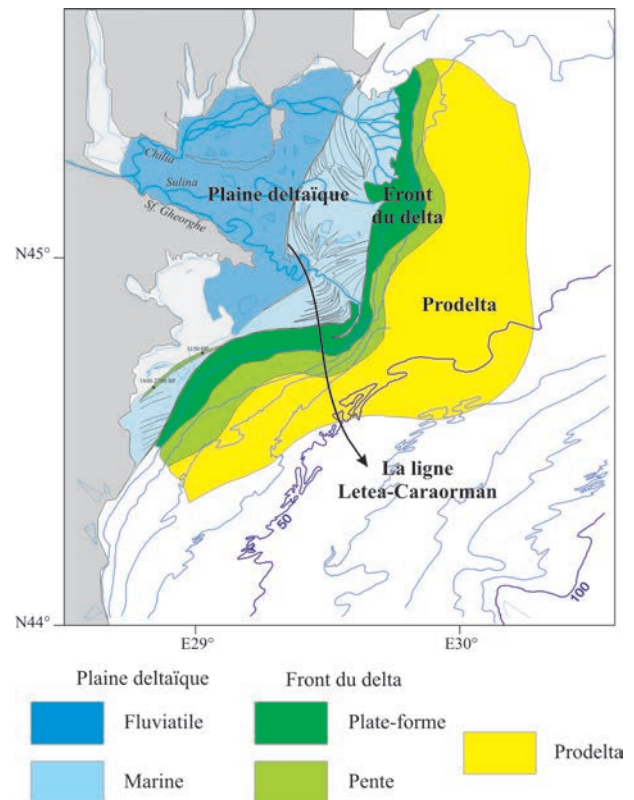 Chilia
Sulina
Sf. Gheorghe
Plaine deltaïque
Front
du delta
N45°
Prodelta
La ligne
Letea-Caraorman
50
100
N44°
E29°
E30°
Plaine deltaïque
Front du delta
Fluviatile
Plate-forme
Prodelta
Marine
Pente